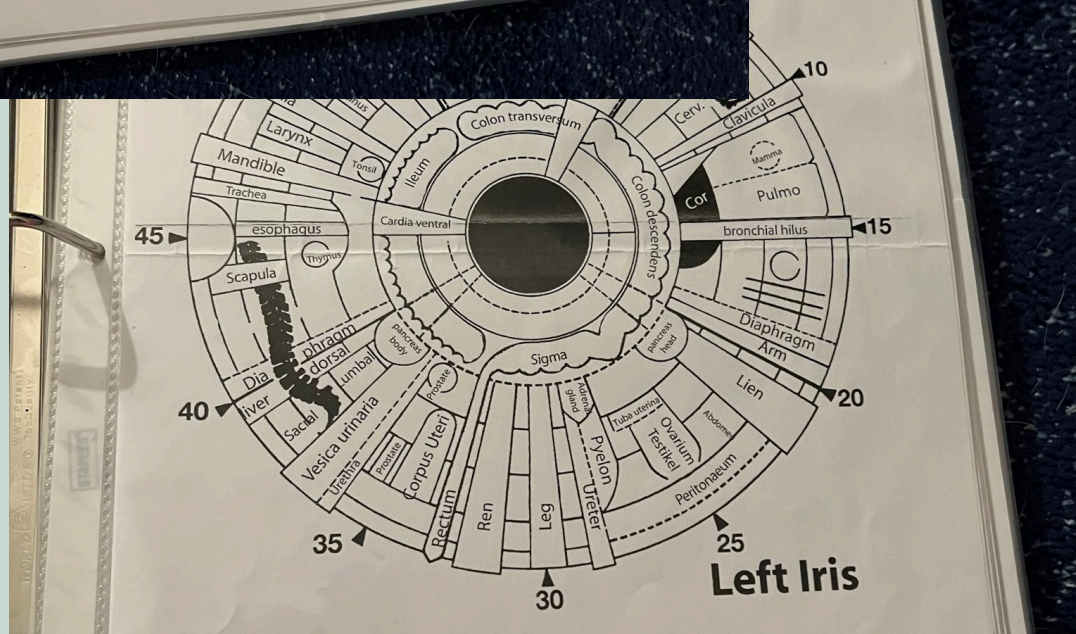 10
Cerv.
Clavicula
Colon transversum
Larynx
Mandible
Tonsil
Ileum
Mamma
Trachea
Cor
Pulmo
Colon descendens
Cardia ventral
45
esophaqus
bronchial hilus
15
Thymus
Scapula
Diaphragm
Dia
phragm
Arm
pancreas
body
pancreas
head
dorsal
Lumbal
Sigma
Lien
20
40
iver
Sacral
Prostate
Adrenal
gland
Tuba uterina
Abdome
Vesica urinaria
Urethra
Prostate
Corpus Uteri
Ovarium
Testikel
Pyelon
Peritonaeum
Rectum
Ren
Leg
Ureter
35
25
30
Left Iris